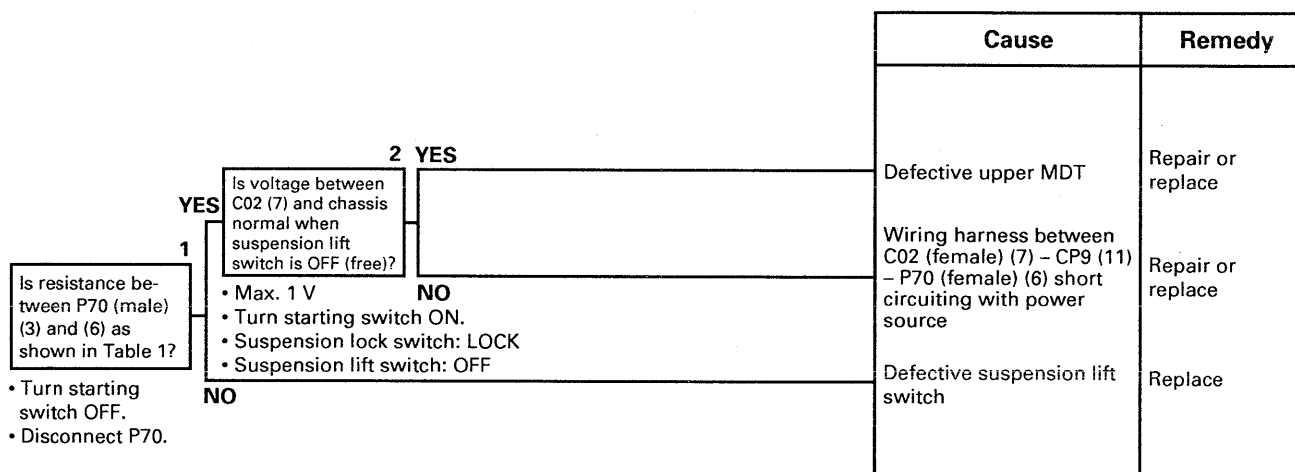 Cause
Remedy
2 YES
Is voltage between
C02 (7) and chassis
normal when
suspension lift
switch is OFF (free)?
Defective upper MDT
Repair or
replace
YES
1
Is resistance be-
tween P70 (male)
(3) and (6) as
shown in Table 1?
• Turn starting
switch OFF.
• Disconnect P70.
NO
• Max. 1 V
• Turn starting switch ON.
• Suspension lock switch: LOCK
• Suspension lift switch: OFF
Wiring harness between
C02 (female) (7) – CP9 (11)
– P70 (female) (6) short
circuiting with power
source
Repair or
replace
NO
Defective suspension lift
switch
Replace